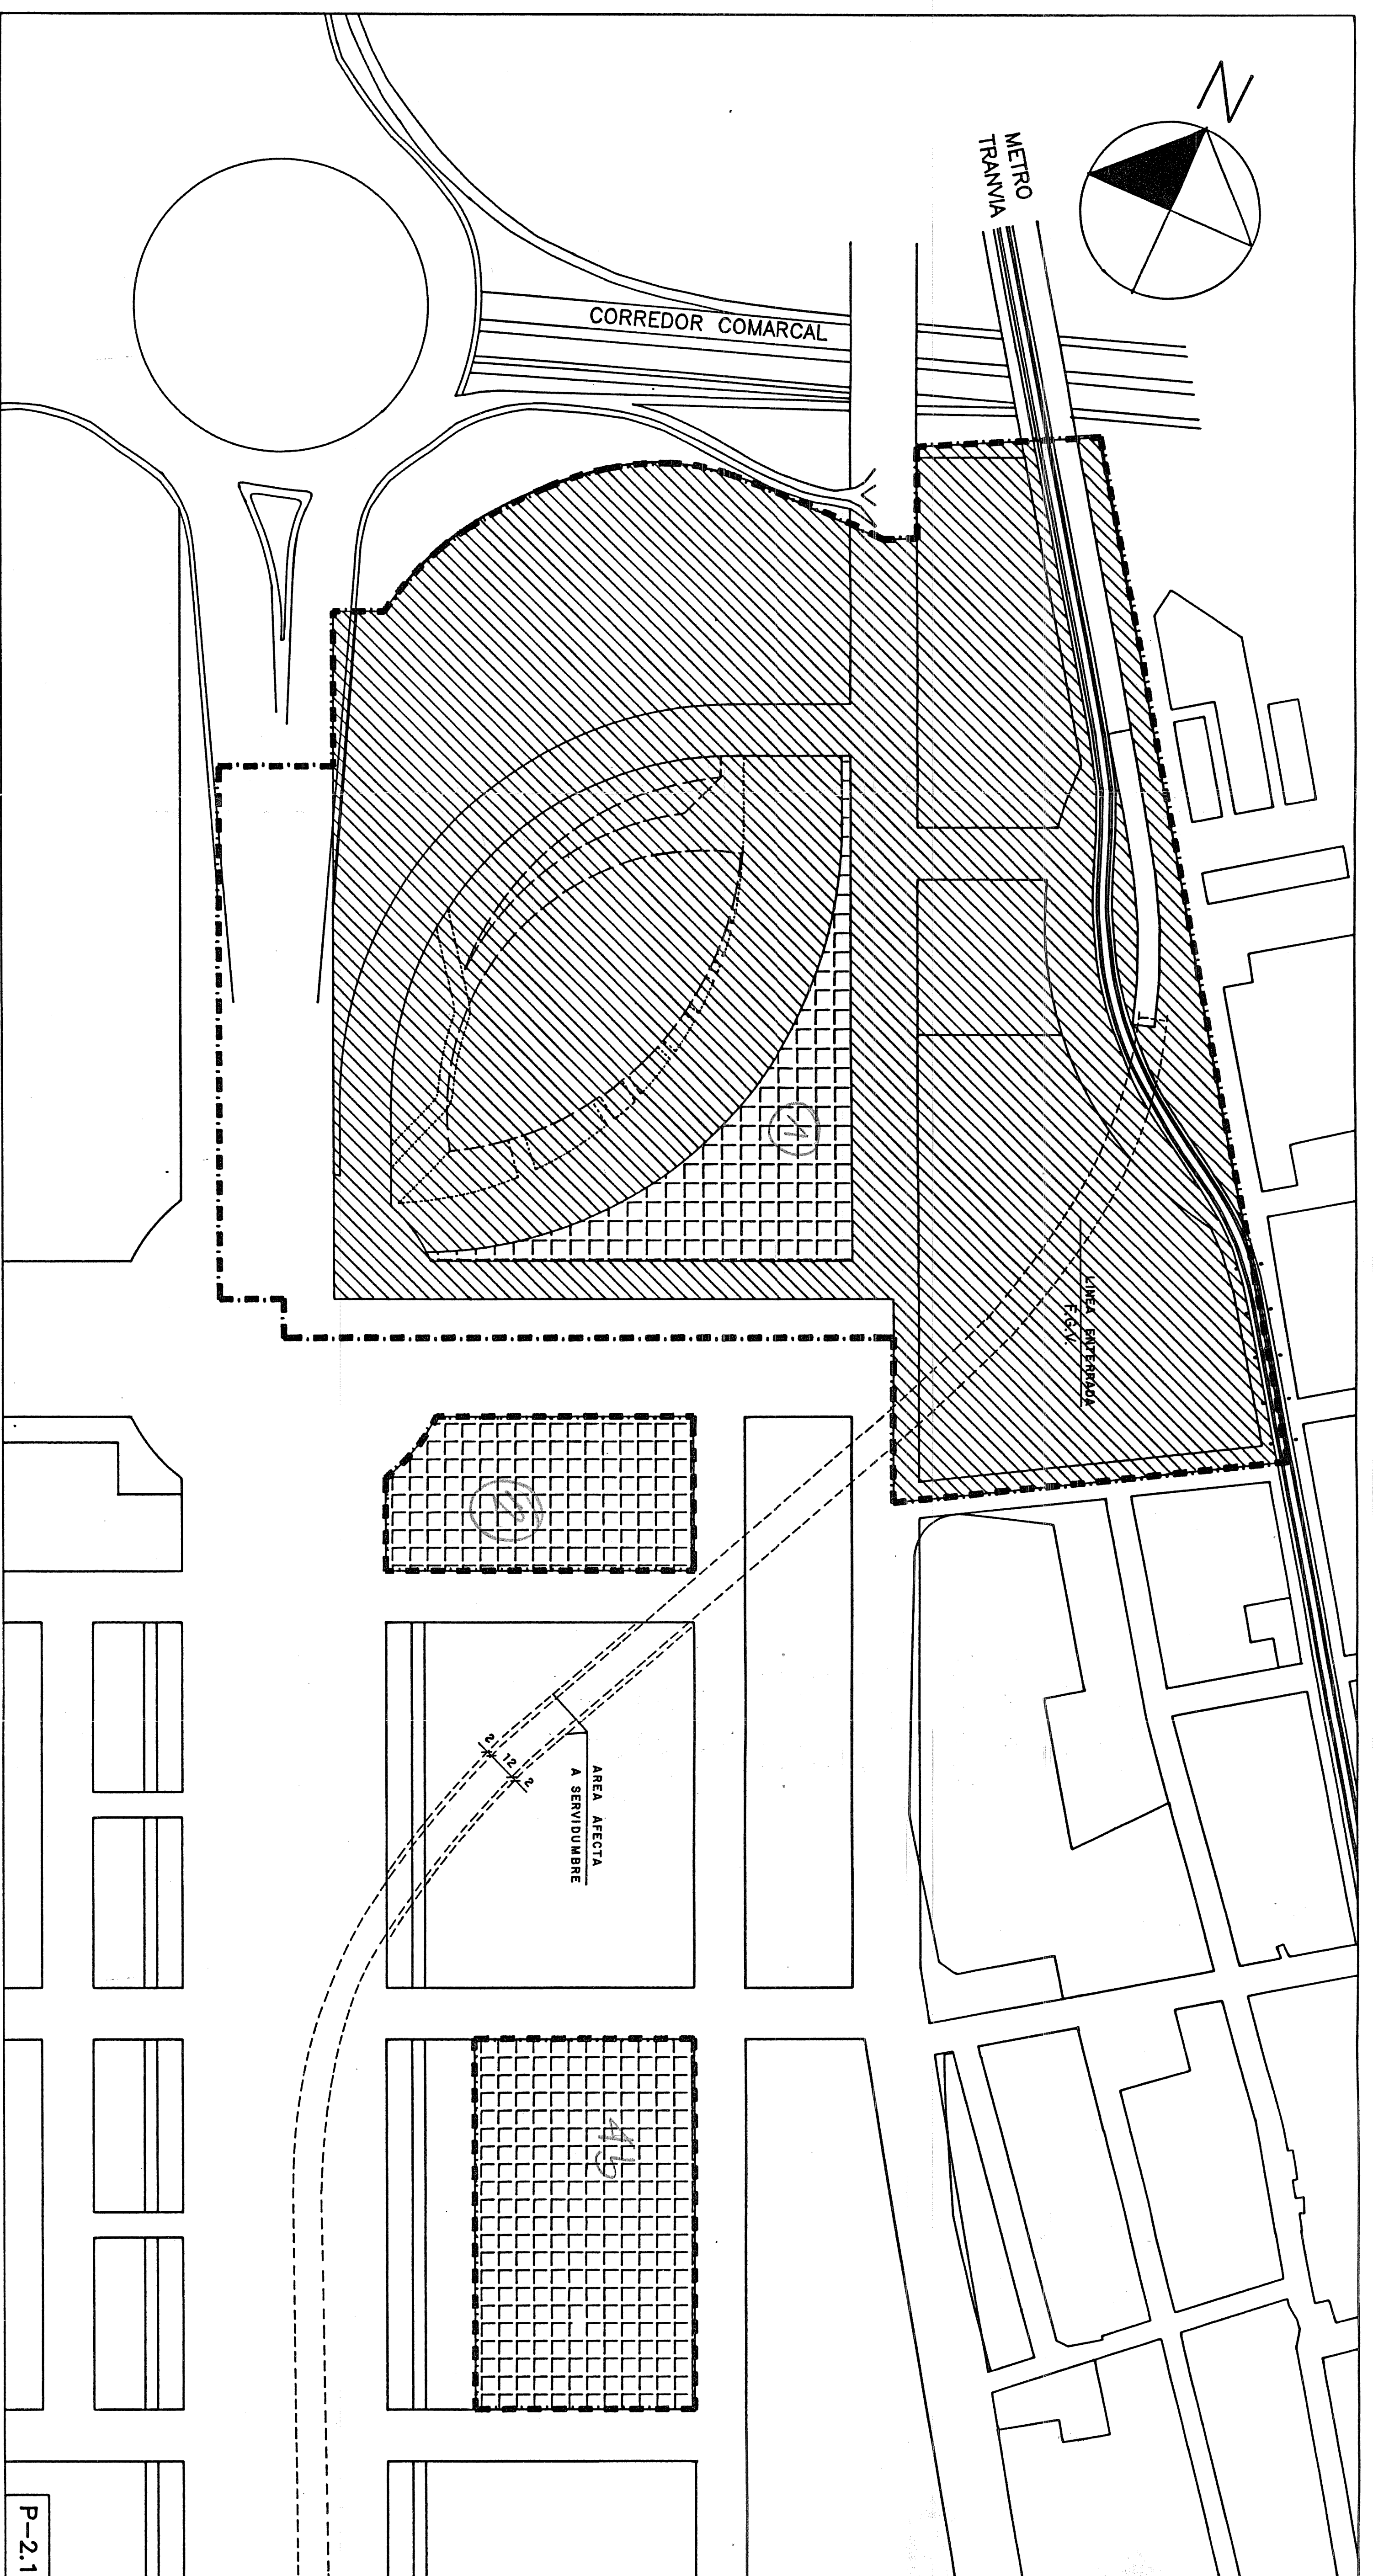 N
METRO
TRANVIA
CORREDOR COMARCAL
LINEA ENTERRADA
F.G.V.
AREA AFECTA
A SERVIDUMBRE
2
12
2
P-2.1